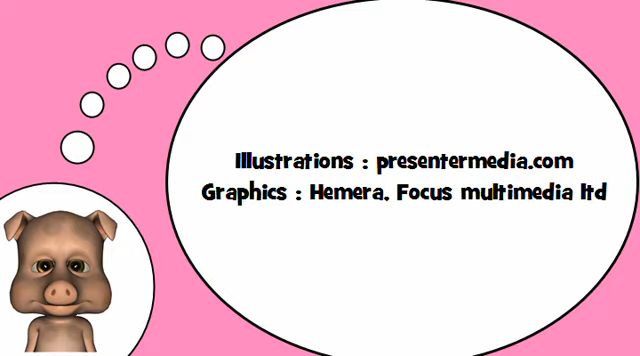 Illustrations : presentermedia.com
Graphics : Hemera. Focus multimedia ltd